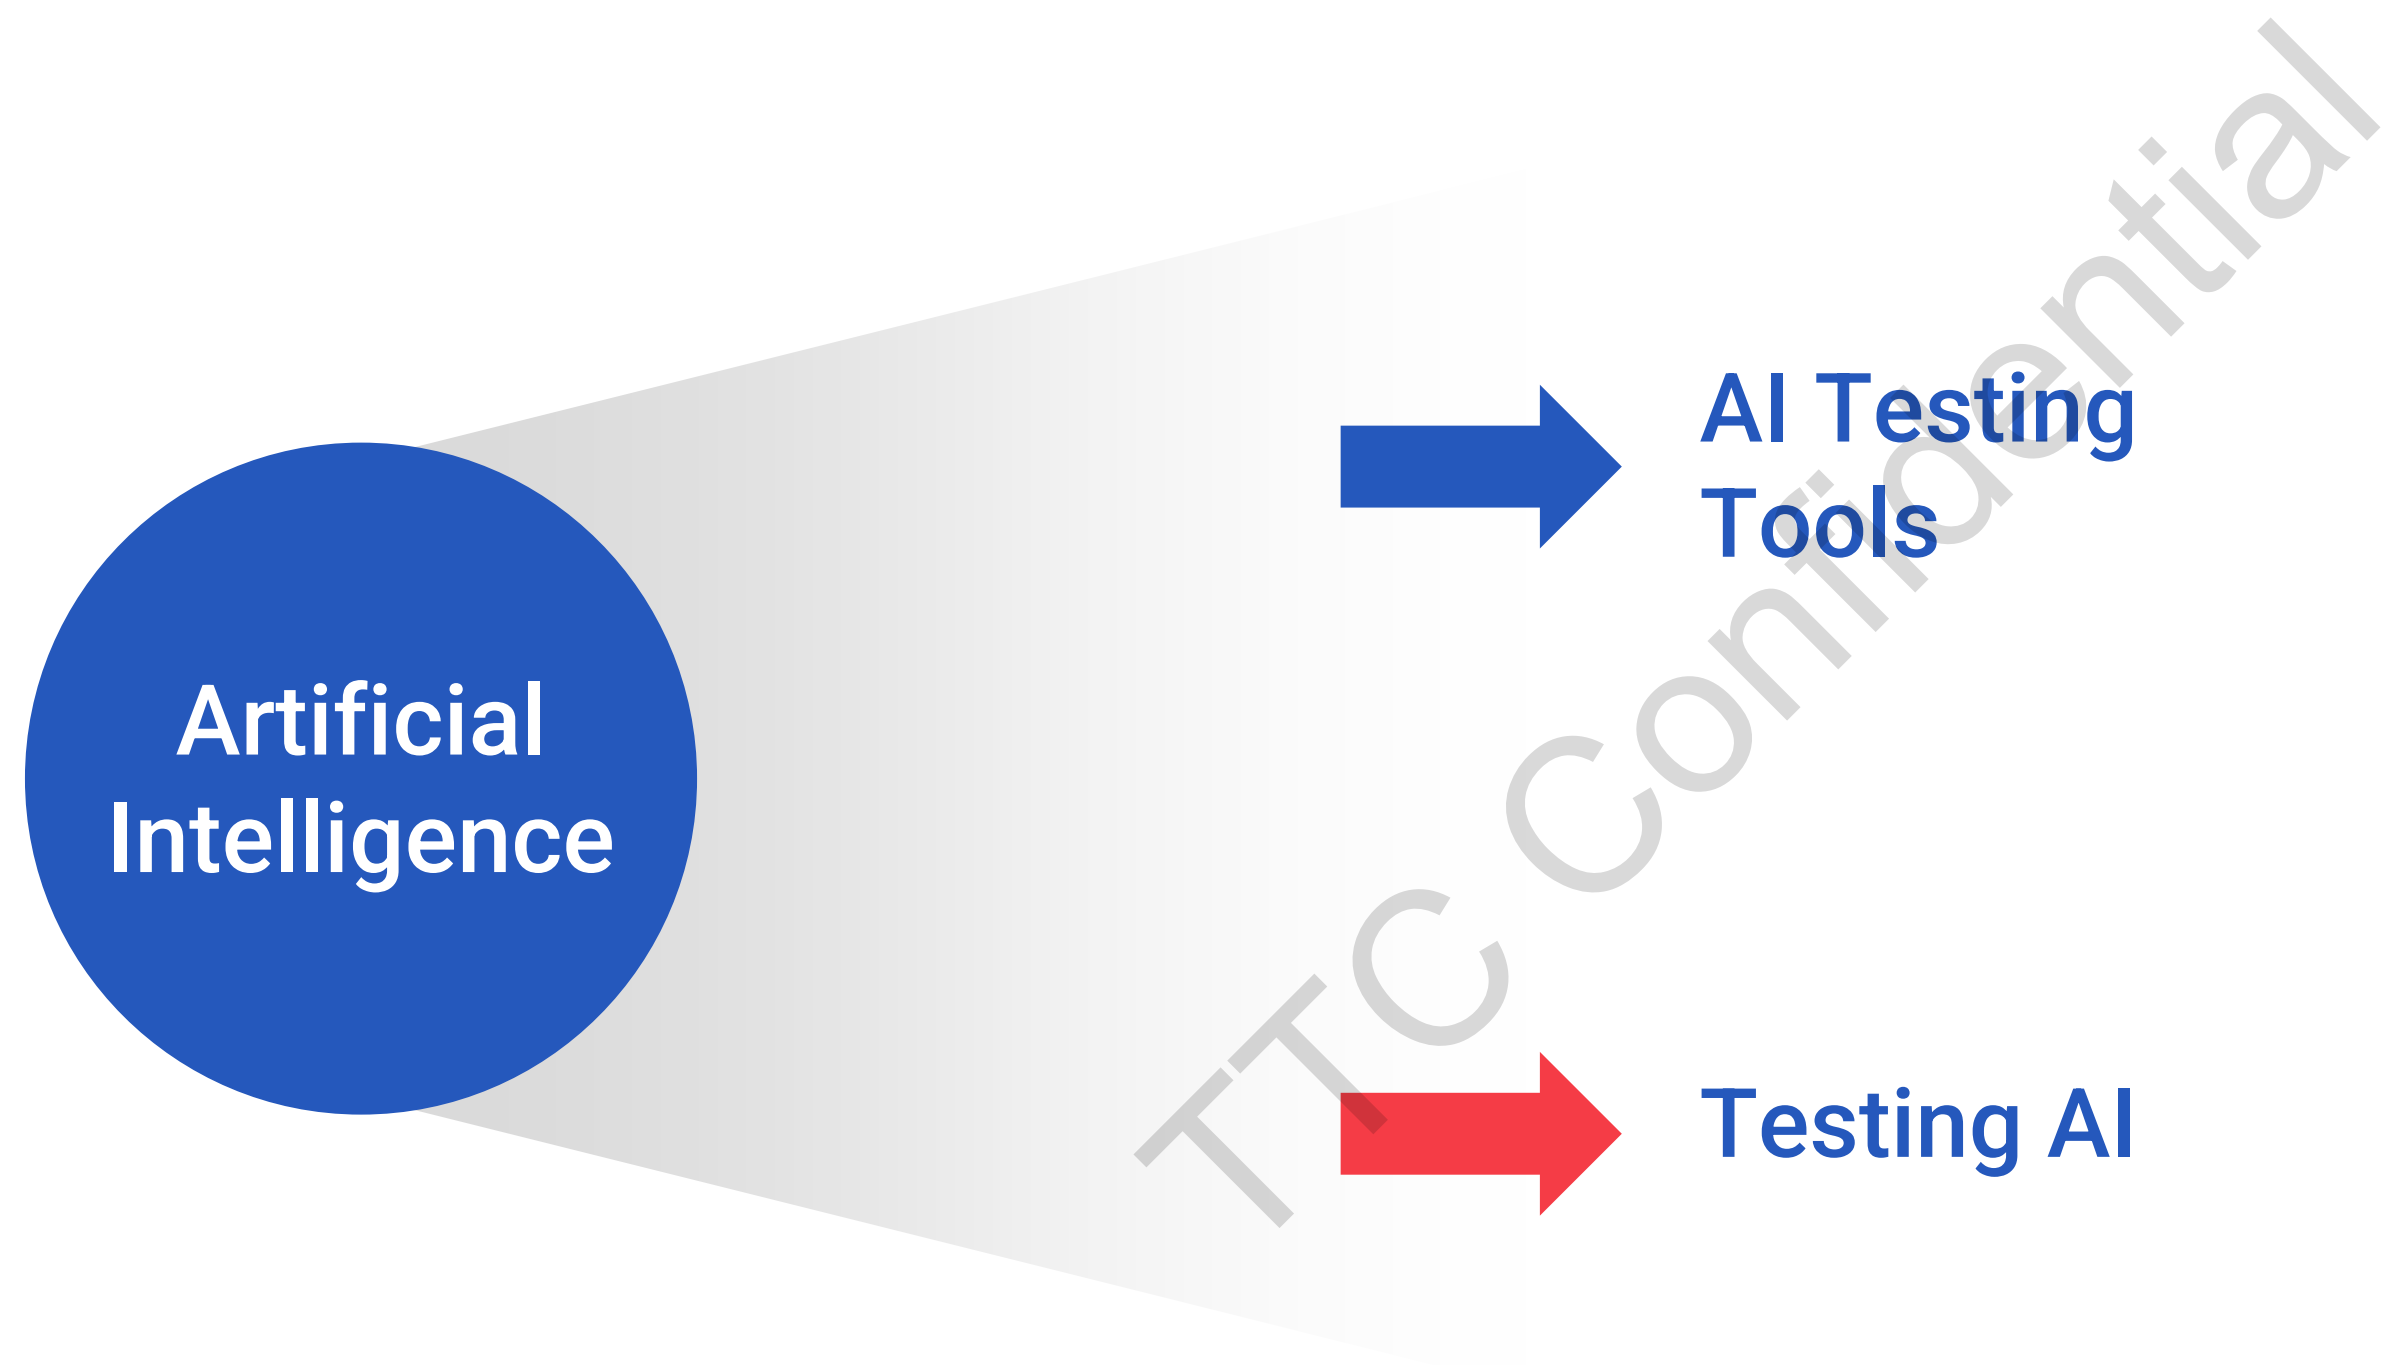 Artificial
Intelligence
AI Testing
Tools
Testing AI
TTC Confidential